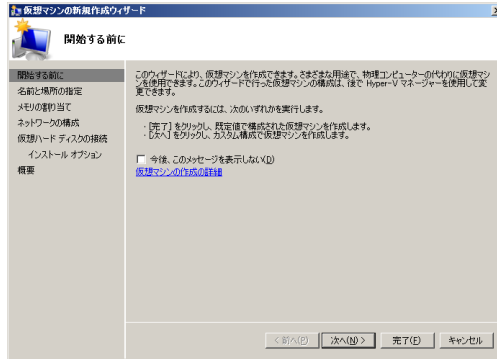 仮想マシンの新規作成ウィザード
開始する前に
開始する前に
名前と場所の指定
メモリの割り当て
ネットワークの構成
仮想ハード ディスクの接続
インストール オプション
概要
このウィザードにより、仮想マシンを作成できます。さまざまな用途で、物理コンピューターの代わりに仮想マシ
ンを使用できます。このウィザードで行った仮想マシンの構成は、後で Hyper-V マネージャーを使用して変
更できます。
仮想マシンを作成するには、次のいずれかを実行します。
・[完了] をクリックし、既定値で構成された仮想マシンを作成します。
・[次へ] をクリックし、カスタム構成で仮想マシンを作成します。
今後、このメッセージを表示しない(D)
仮想マシンの作成の詳細
< 前へ(P) 次へ(N) > 完了(F) キャンセル